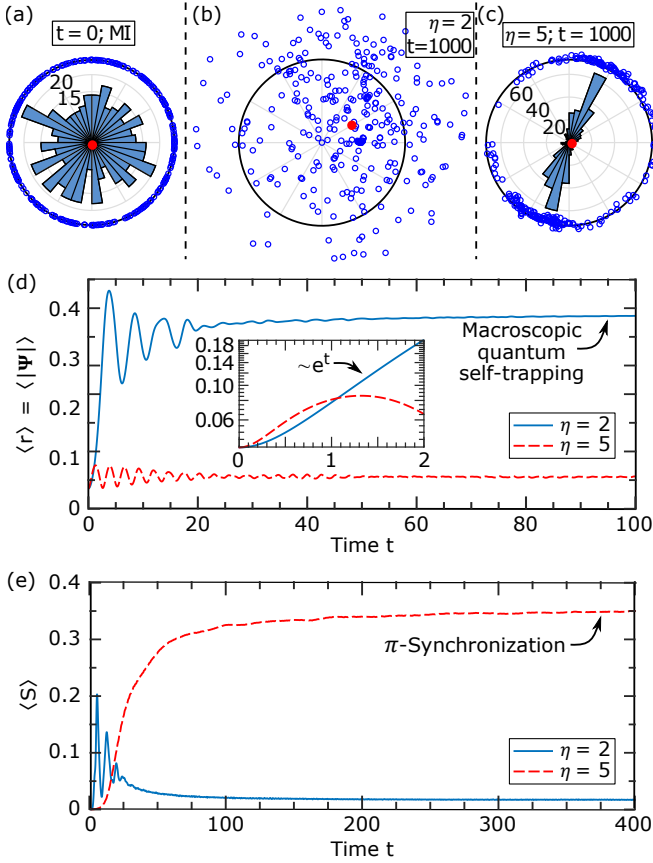 (a)
t = 0; MI
20
15
(b)
η = 2
t=1000
(c)
η = 5; t = 1000
60
40
20
(d)
⟨r⟩ = ⟨|Ψ|⟩
0.4
0.3
0.2
0.1
0
0.18
0.10
0.06
~e^t
0
1
2
Macroscopic
quantum
self-trapping
η = 2
η = 5
0
20
40
60
80
100
Time t
(e)
⟨S⟩
0.4
0.3
0.2
0.1
0
π-Synchronization
η = 2
η = 5
0
100
200
300
400
Time t